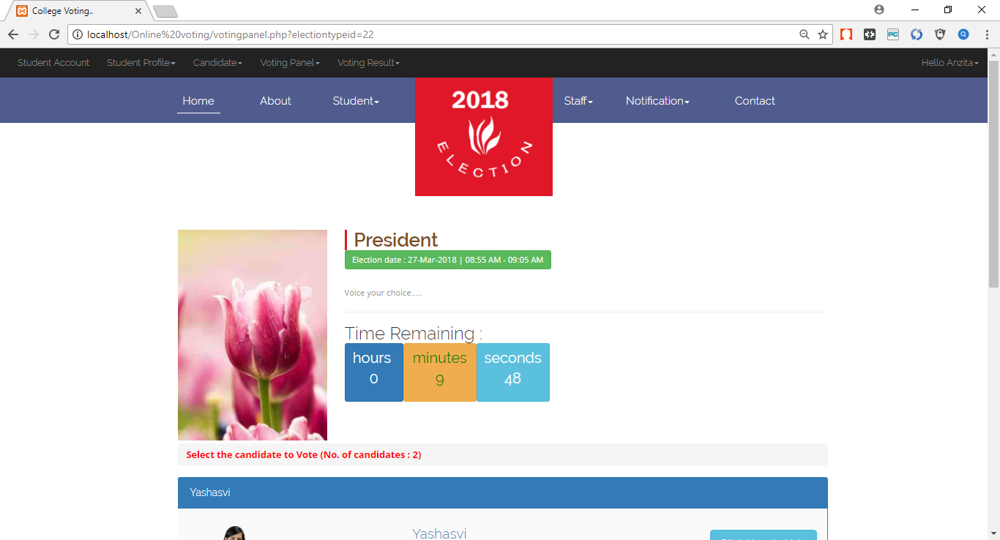 College Voting..
localhost/Online%20voting/votingpanel.php?electiontypeid=22
PC
Student Account Student Profile Candidate Voting Panel Voting Result Hello Anzita
Home About Student Staff Notification Contact
2018
ELECTION
President
Election date : 27-Mar-2018 | 08:55 AM - 09:05 AM
Voice your choice.....
Time Remaining :
hours minutes seconds
0 9 48
Select the candidate to Vote (No. of candidates : 2)
Yashasvi
Yashasvi